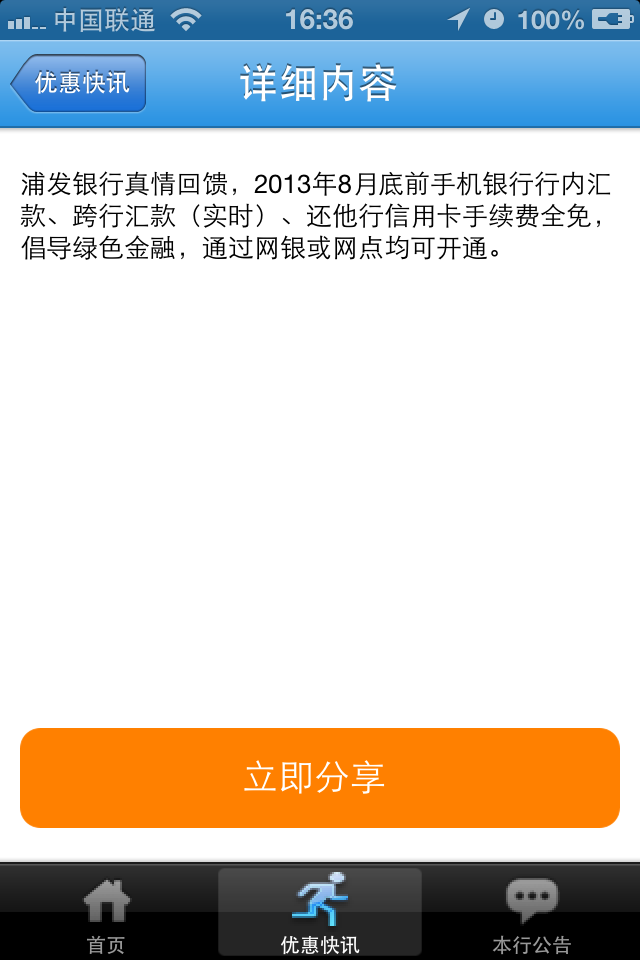 中国联通 16:36 100%
优惠快讯 详细内容
浦发银行真情回馈，2013年8月底前手机银行行内汇
款、跨行汇款（实时）、还他行信用卡手续费全免，
倡导绿色金融，通过网银或网点均可开通。
立即分享
首页 优惠快讯 本行公告